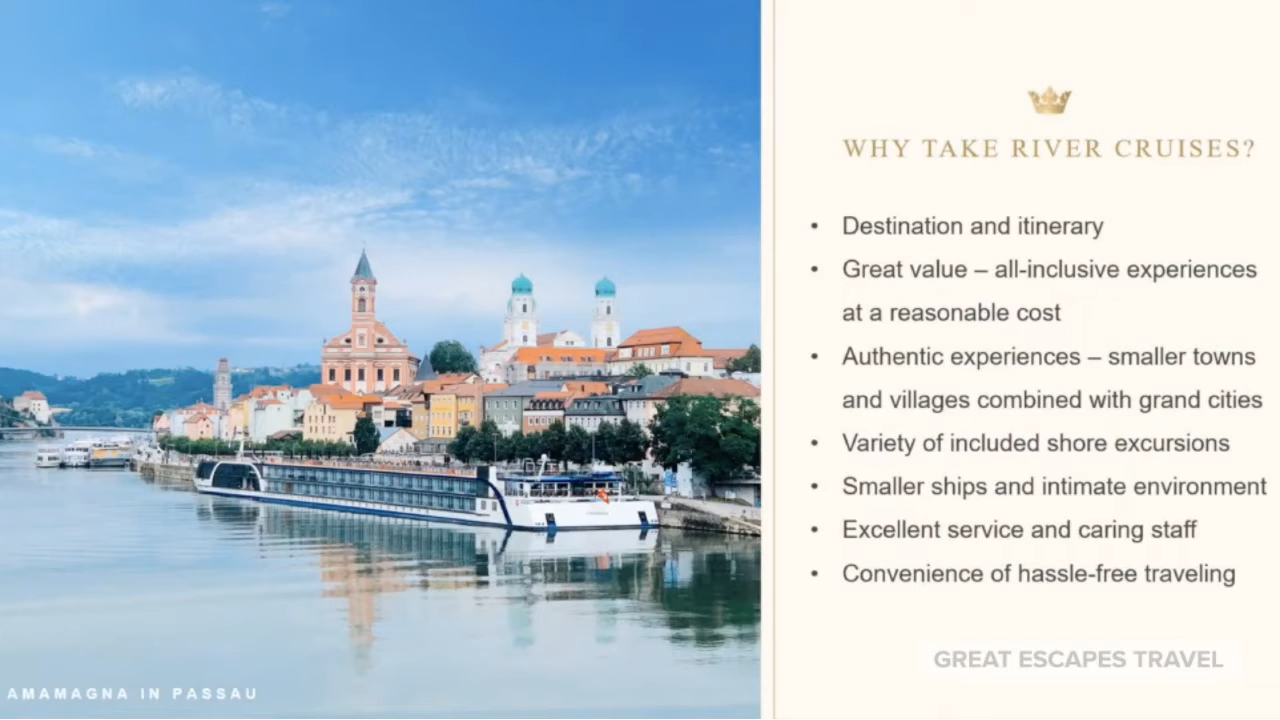 WHY TAKE RIVER CRUISES?
• Destination and itinerary
• Great value – all-inclusive experiences
at a reasonable cost
• Authentic experiences – smaller towns
and villages combined with grand cities
• Variety of included shore excursions
• Smaller ships and intimate environment
• Excellent service and caring staff
• Convenience of hassle-free traveling
GREAT ESCAPES TRAVEL
AMAMAGNA IN PASSAU